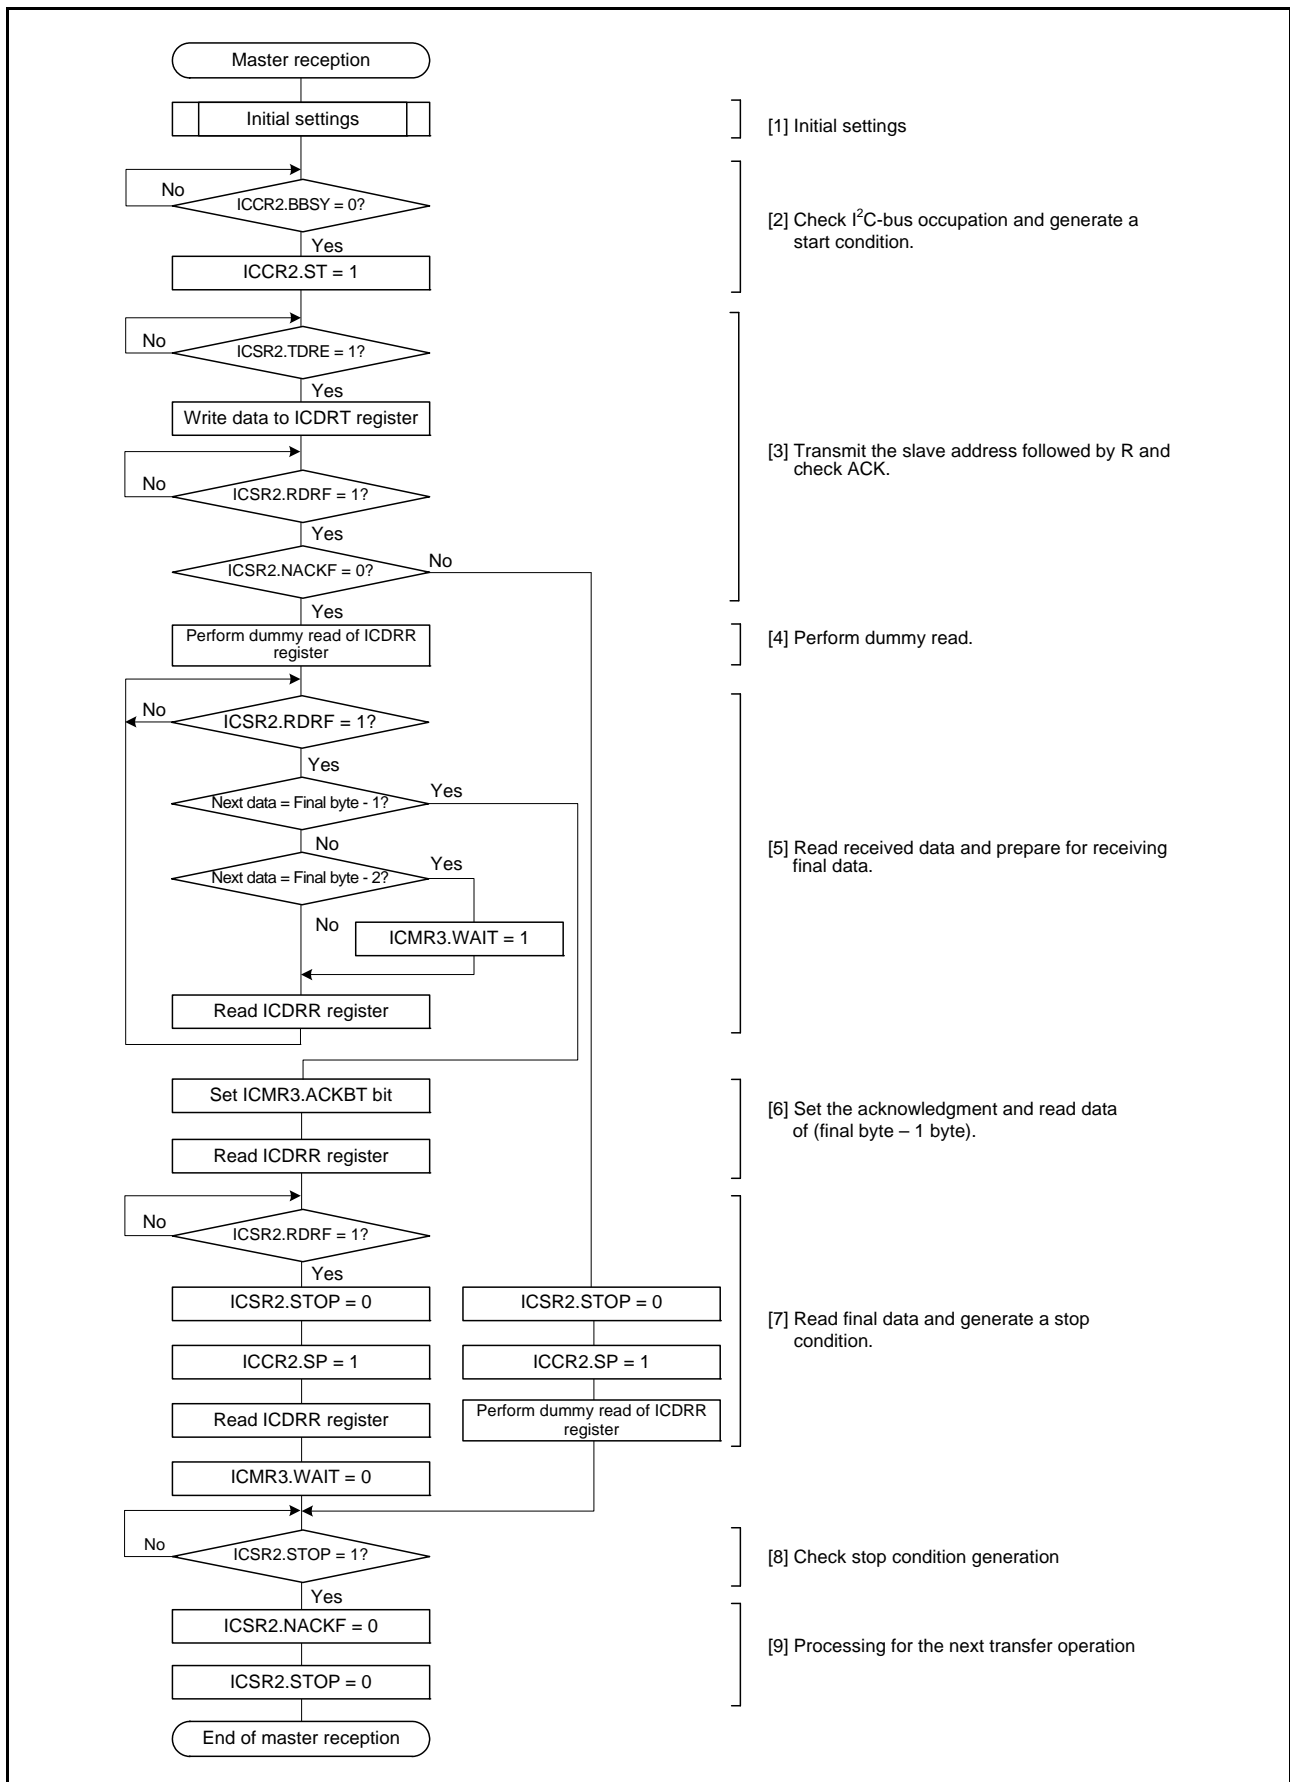 Master reception
Initial settings
[1] Initial settings
No
ICCR2.BBSY = 0?
[2] Check I²C-bus occupation and generate a
start condition.
Yes
ICCR2.ST = 1
No
ICSR2.TDRE = 1?
Yes
Write data to ICDRT register
[3] Transmit the slave address followed by R and
check ACK.
No
ICSR2.RDRF = 1?
Yes
No
ICSR2.NACKF = 0?
Yes
Perform dummy read of ICDRR
register
[4] Perform dummy read.
No
ICSR2.RDRF = 1?
Yes
Yes
Next data = Final byte - 1?
No
[5] Read received data and prepare for receiving
final data.
Yes
Next data = Final byte - 2?
No
ICMR3.WAIT = 1
Read ICDRR register
Set ICMR3.ACKBT bit
[6] Set the acknowledgment and read data
of (final byte – 1 byte).
Read ICDRR register
No
ICSR2.RDRF = 1?
Yes
ICSR2.STOP = 0
ICSR2.STOP = 0
[7] Read final data and generate a stop
condition.
ICCR2.SP = 1
ICCR2.SP = 1
Read ICDRR register
Perform dummy read of ICDRR
register
ICMR3.WAIT = 0
No
ICSR2.STOP = 1?
[8] Check stop condition generation
Yes
ICSR2.NACKF = 0
[9] Processing for the next transfer operation
ICSR2.STOP = 0
End of master reception